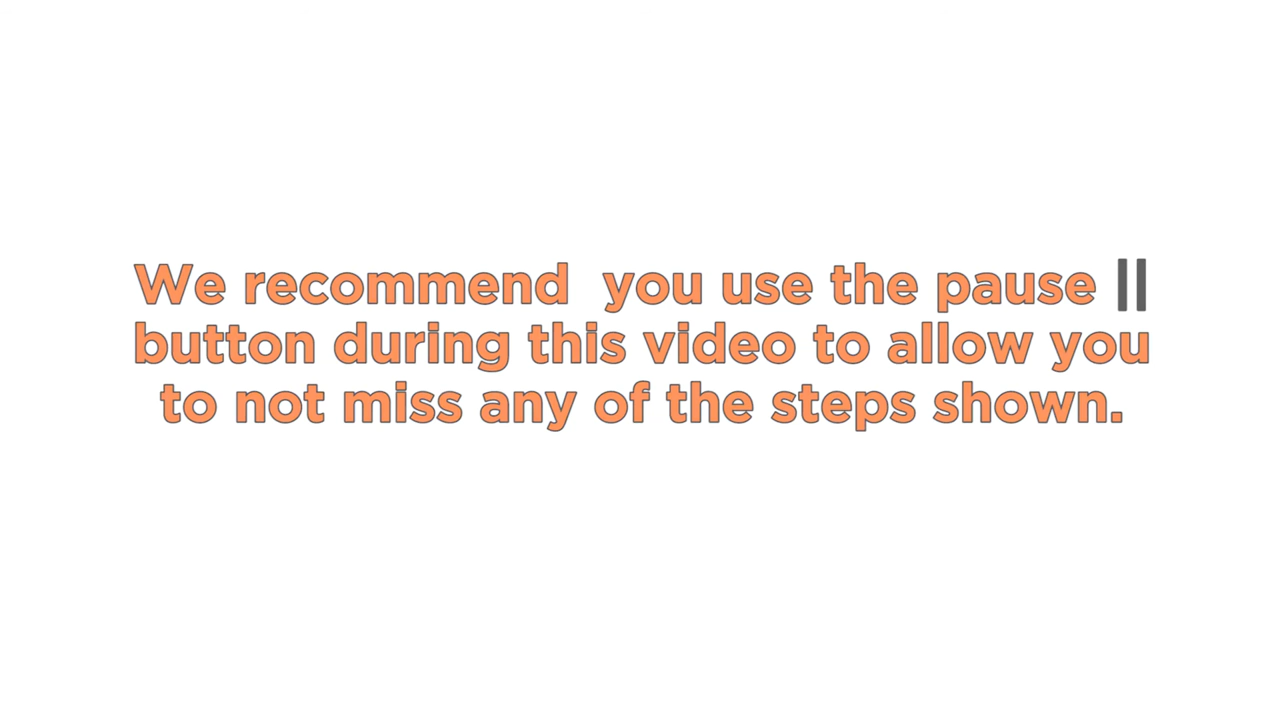 We recommend  you use the pause ||
button during this video to allow you
to not miss any of the steps shown.